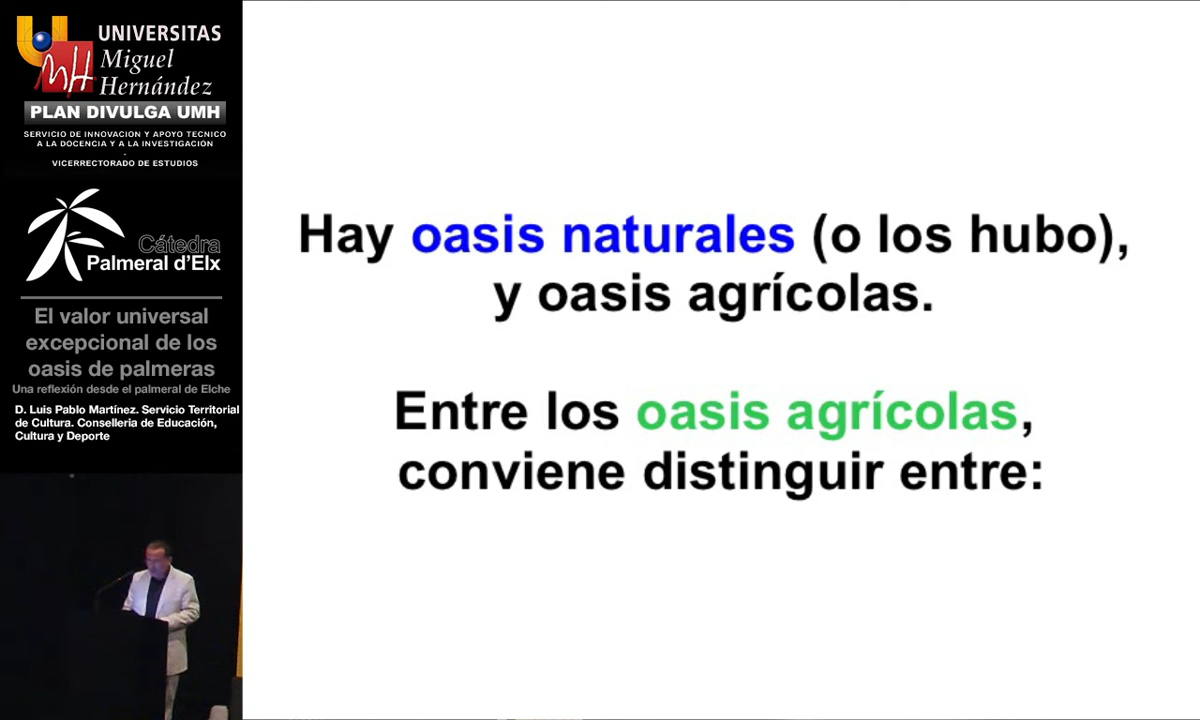 UNIVERSITAS
Miguel
Hernández
UMH
PLAN DIVULGA UMH
SERVICIO DE INNOVACION Y APOYO TECNICO
A LA DOCENCIA Y A LA INVESTIGACION
VICERRECTORADO DE ESTUDIOS
Cátedra
Palmeral d'Elx
El valor universal
excepcional de los
oasis de palmeras
Una reflexión desde el palmeral de Elche
D. Luis Pablo Martínez. Servicio Territorial
de Cultura. Conselleria de Educación,
Cultura y Deporte
Hay oasis naturales (o los hubo),
y oasis agrícolas.
Entre los oasis agrícolas,
conviene distinguir entre: